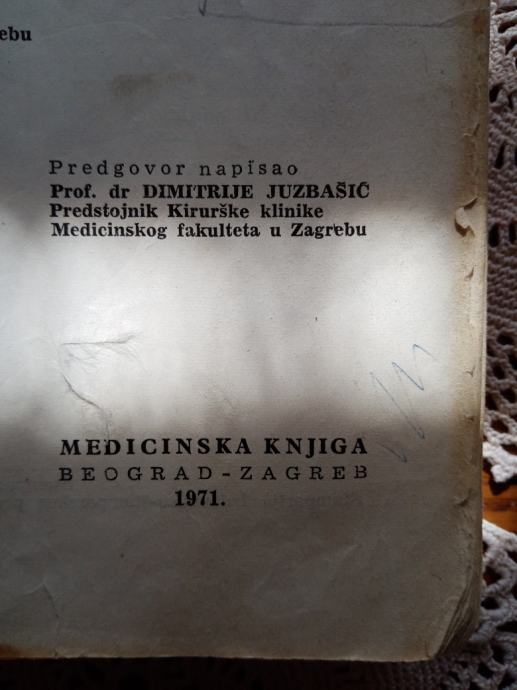 ebu
Predgovor napisao
Prof. dr DIMITRIJE JUZBAŠIĆ
Predstojnik Kirurške klinike
Medicinskog fakulteta u Zagrebu
MEDICINSKA KNJIGA
BEOGRAD-ZAGREB
1971.